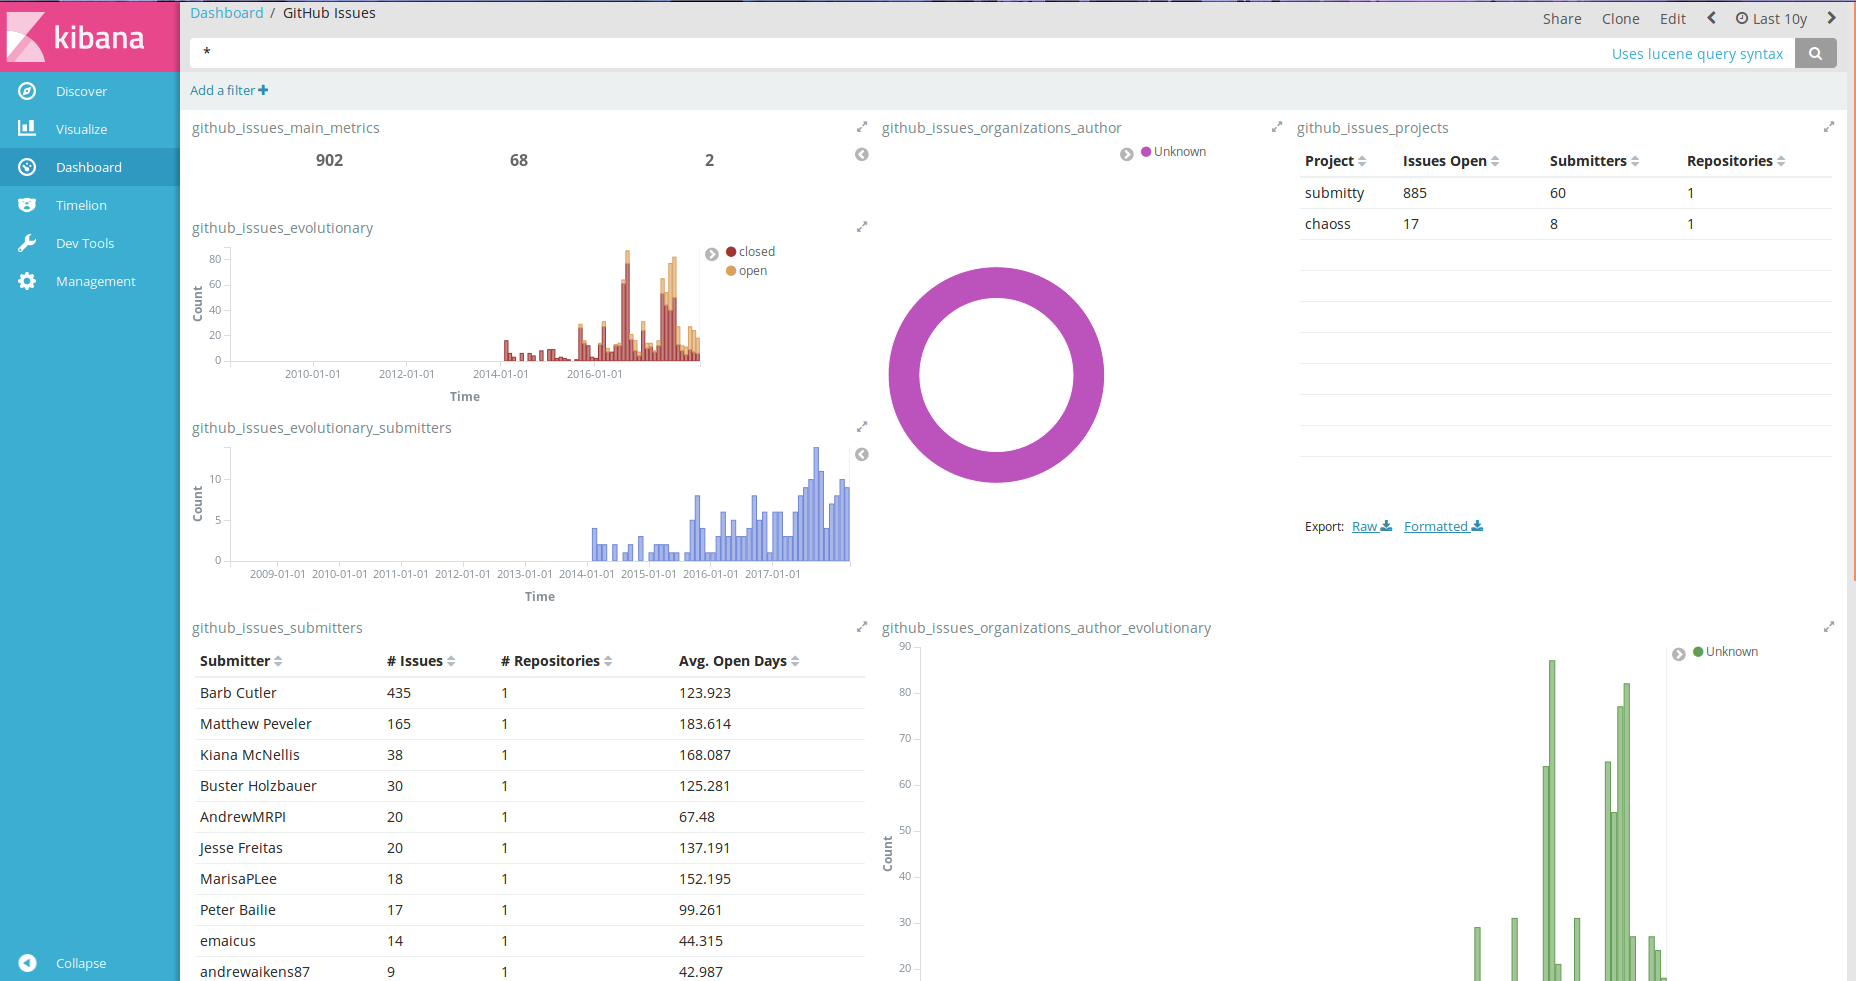 kibana
Discover
Visualize
Dashboard
Timelion
Dev Tools
Management
Collapse
Dashboard / GitHub Issues
Share Clone Edit Last 10y
* Uses lucene query syntax
Add a filter
github_issues_main_metrics
902 68 2
github_issues_evolutionary
80
60
40
20
0
Count
2010-01-01 2012-01-01 2014-01-01 2016-01-01
Time
closed
open
github_issues_evolutionary_submitters
10
5
0
Count
2009-01-01 2010-01-01 2011-01-01 2012-01-01 2013-01-01 2014-01-01 2015-01-01 2016-01-01 2017-01-01
Time
github_issues_organizations_author
Unknown
github_issues_projects
Project Issues Open Submitters Repositories
submitty 885 60 1
chaoss 17 8 1
Export: Raw Formatted
github_issues_submitters
Submitter # Issues # Repositories Avg. Open Days
Barb Cutler 435 1 123.923
Matthew Peveler 165 1 183.614
Kiana McNellis 38 1 168.087
Buster Holzbauer 30 1 125.281
AndrewMRPI 20 1 67.48
Jesse Freitas 20 1 137.191
MarisaPLee 18 1 152.195
Peter Bailie 17 1 99.261
emaicus 14 1 44.315
andrewaikens87 9 1 42.987
github_issues_organizations_author_evolutionary
90
80
70
60
50
40
30
20
Count
Unknown